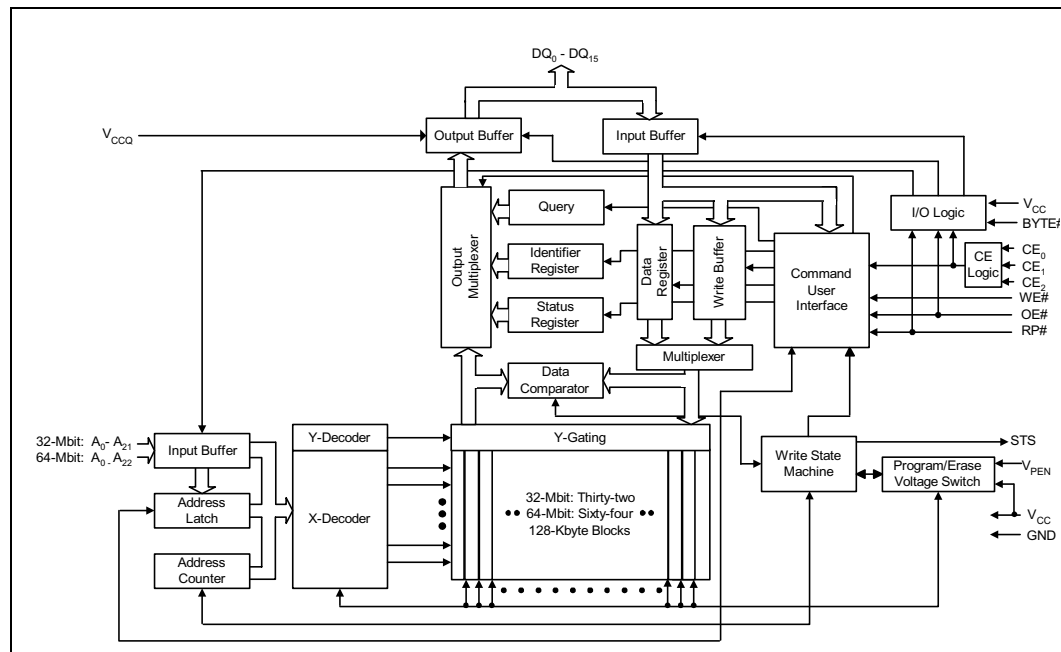 DQ0 - DQ15
VCCQ
Output Buffer
Input Buffer
Output
Multiplexer
Query
Identifier
Register
Status
Register
Data
Register
Write Buffer
Multiplexer
Data
Comparator
Command
User
Interface
I/O Logic
CE
Logic
VCC
BYTE#
CE0
CE1
CE2
WE#
OE#
RP#
32-Mbit: A0- A21
64-Mbit: A0 - A22
Input Buffer
Address
Latch
Address
Counter
Y-Decoder
X-Decoder
Y-Gating
32-Mbit: Thirty-two
64-Mbit: Sixty-four
128-Kbyte Blocks
Write State
Machine
Program/Erase
Voltage Switch
STS
VPEN
VCC
GND